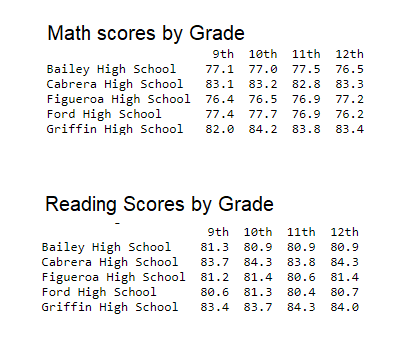 Math scores by Grade
9th 10th 11th 12th
Bailey High School 77.1 77.0 77.5 76.5
Cabrera High School 83.1 83.2 82.8 83.3
Figueroa High School 76.4 76.5 76.9 77.2
Ford High School 77.4 77.7 76.9 76.2
Griffin High School 82.0 84.2 83.8 83.4
Reading Scores by Grade
9th 10th 11th 12th
Bailey High School 81.3 80.9 80.9 80.9
Cabrera High School 83.7 84.3 83.8 84.3
Figueroa High School 81.2 81.4 80.6 81.4
Ford High School 80.6 81.3 80.4 80.7
Griffin High School 83.4 83.7 84.3 84.0